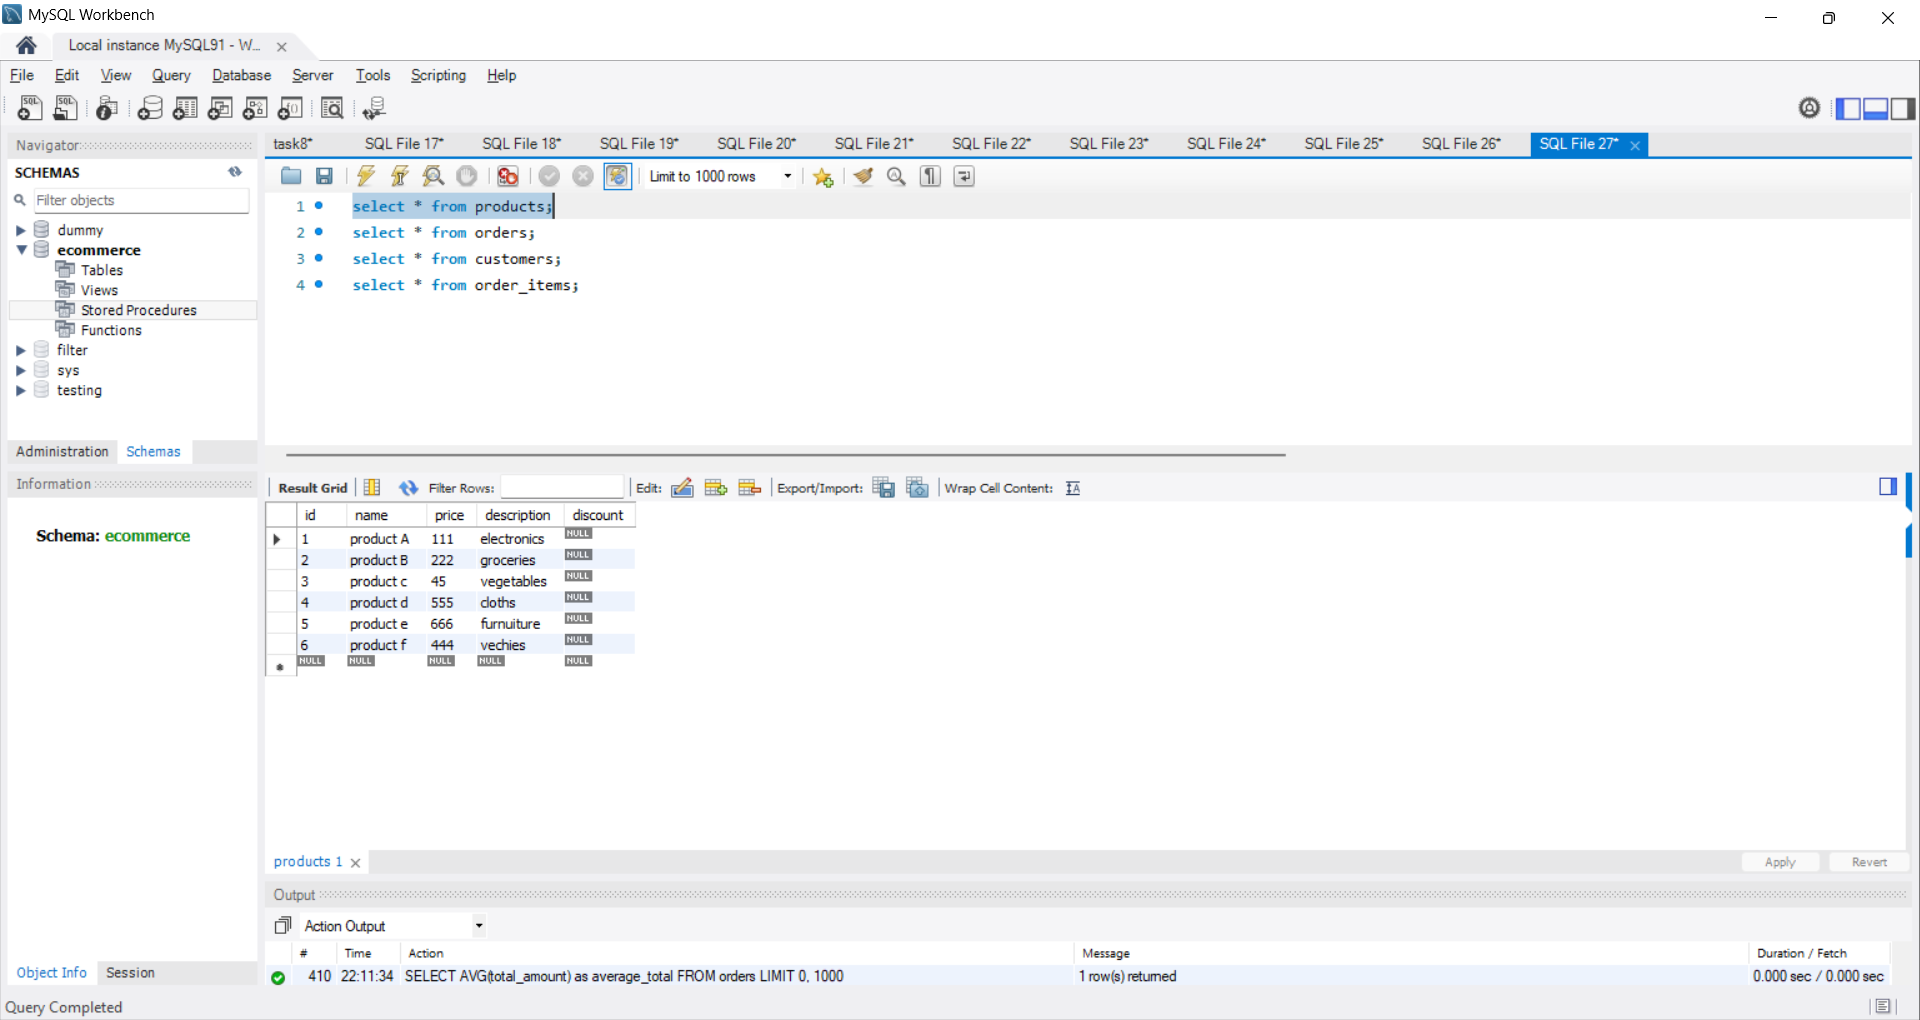 MySQL Workbench
Local instance MySQL91 - W...
File Edit View Query Database Server Tools Scripting Help
Navigator
task8* SQL File 17* SQL File 18* SQL File 19* SQL File 20* SQL File 21* SQL File 22* SQL File 23* SQL File 24* SQL File 25* SQL File 26* SQL File 27*
SCHEMAS
Filter objects
dummy
ecommerce
Tables
Views
Stored Procedures
Functions
filter
sys
testing
Administration Schemas
Information
Schema: ecommerce
Object Info Session
Limit to 1000 rows
1 select * from products;
2 select * from orders;
3 select * from customers;
4 select * from order_items;
Result Grid Filter Rows: Edit: Export/Import: Wrap Cell Content:
id name price description discount
1 product A 111 electronics NULL
2 product B 222 groceries NULL
3 product c 45 vegetables NULL
4 product d 555 cloths NULL
5 product e 666 furnuiture NULL
6 product f 444 vechies NULL
NULL NULL NULL NULL NULL
products 1 Apply Revert
Output
Action Output
# Time Action Message Duration / Fetch
410 22:11:34 SELECT AVG(total_amount) as average_total FROM orders LIMIT 0, 1000 1 row(s) returned 0.000 sec / 0.000 sec
Query Completed